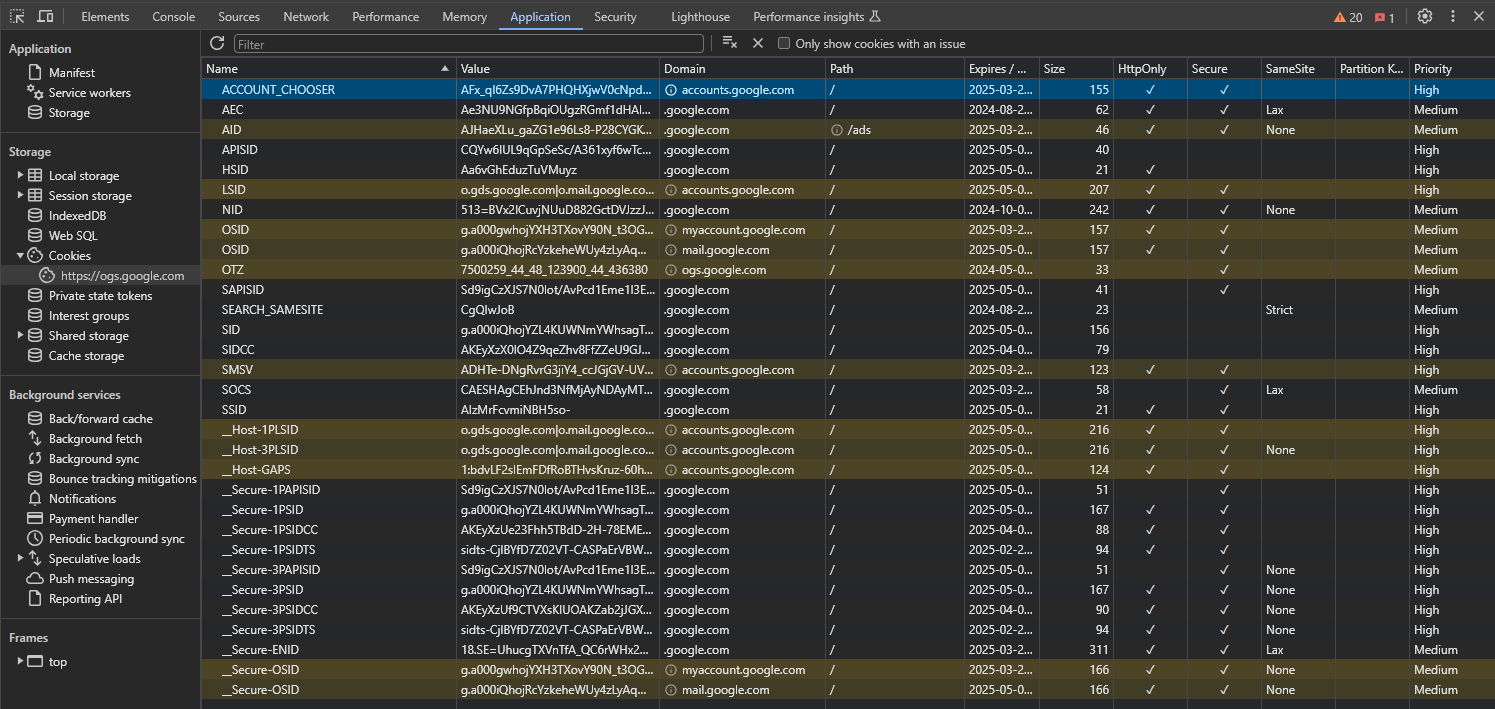 Elements Console Sources Network Performance Memory Application Security Lighthouse Performance insights 20 1
Application
Manifest
Service workers
Storage
Storage
Local storage
Session storage
IndexedDB
Web SQL
Cookies
https://ogs.google.com
Private state tokens
Interest groups
Shared storage
Cache storage
Background services
Back/forward cache
Background fetch
Background sync
Bounce tracking mitigations
Notifications
Payment handler
Periodic background sync
Speculative loads
Push messaging
Reporting API
Frames
top
Filter Only show cookies with an issue
Name Value Domain Path Expires / ... Size HttpOnly Secure SameSite Partition K... Priority
ACCOUNT_CHOOSER AFx_qI6Zs9DvA7PHQHXjwV0cNpd... accounts.google.com / 2025-03-2... 155 ✓ ✓ High
AEC Ae3NU9NGfpBqiOUgzRGmf1dHAI... .google.com / 2024-08-2... 62 ✓ ✓ Lax Medium
AID AJHaeXLu_gaZG1e96Ls8-P28CYGK... .google.com /ads 2025-03-2... 46 ✓ ✓ None Medium
APISID CQYw6IUL9qGpSeSc/A361xyf6wTc... .google.com / 2025-05-0... 40 High
HSID Aa6vGhEduzTuVMuyz .google.com / 2025-05-0... 21 ✓ High
LSID o.gds.google.com|o.mail.google.co... accounts.google.com / 2025-05-0... 207 ✓ ✓ High
NID 513=BVx2ICuvjNUuD882GctDVJzzJ... .google.com / 2024-10-0... 242 ✓ ✓ None Medium
OSID g.a000gwhojYXH3TXovY90N_t3OG... myaccount.google.com / 2025-03-2... 157 ✓ ✓ Medium
OSID g.a000iQhojRcYzkeheWUy4zLyAq... mail.google.com / 2025-05-0... 157 ✓ ✓ Medium
OTZ 7500259_44_48_123900_44_436380 ogs.google.com / 2024-05-0... 33 ✓ Medium
SAPISID Sd9igCzXJS7N0lot/AvPcd1Eme1I3E... .google.com / 2025-05-0... 41 ✓ High
SEARCH_SAMESITE CgQIwJoB .google.com / 2024-08-2... 23 Strict Medium
SID g.a000iQhojYZL4KUWNmYWhsagT... .google.com / 2025-05-0... 156 High
SIDCC AKEyXzX0IO4Z9qeZhv8FfZZeU9GJ... .google.com / 2025-04-0... 79 High
SMSV ADHTe-DNgRvrG3jiY4_ccJGjGV-UV... accounts.google.com / 2025-03-2... 123 ✓ ✓ High
SOCS CAESHAgCEhJnd3NfMjAyNDAyMT... .google.com / 2025-03-2... 58 ✓ Lax Medium
SSID AIzMrFcvmiNBH5so- .google.com / 2025-05-0... 21 ✓ ✓ High
__Host-1PLSID o.gds.google.com|o.mail.google.co... accounts.google.com / 2025-05-0... 216 ✓ ✓ High
__Host-3PLSID o.gds.google.com|o.mail.google.co... accounts.google.com / 2025-05-0... 216 ✓ ✓ None High
__Host-GAPS 1:bdvLF2slEmFDfRoBTHvsKruz-60h... accounts.google.com / 2025-05-0... 124 ✓ ✓ High
__Secure-1PAPISID Sd9igCzXJS7N0lot/AvPcd1Eme1I3E... .google.com / 2025-05-0... 51 ✓ High
__Secure-1PSID g.a000iQhojYZL4KUWNmYWhsagT... .google.com / 2025-05-0... 167 ✓ ✓ High
__Secure-1PSIDCC AKEyXzUe23Fhh5TBdD-2H-78EME... .google.com / 2025-04-0... 88 ✓ ✓ High
__Secure-1PSIDTS sidts-CjIBYfD7Z02VT-CASPaErVBW... .google.com / 2025-02-2... 94 ✓ ✓ High
__Secure-3PAPISID Sd9igCzXJS7N0lot/AvPcd1Eme1I3E... .google.com / 2025-05-0... 51 ✓ None High
__Secure-3PSID g.a000iQhojYZL4KUWNmYWhsagT... .google.com / 2025-05-0... 167 ✓ ✓ None High
__Secure-3PSIDCC AKEyXzUf9CTVXsKlUOAKZab2jJGX... .google.com / 2025-04-0... 90 ✓ ✓ None High
__Secure-3PSIDTS sidts-CjIBYfD7Z02VT-CASPaErVBW... .google.com / 2025-02-2... 94 ✓ ✓ None High
__Secure-ENID 18.SE=UhucgTXVnTfA_QC6rWHx2... .google.com / 2025-03-2... 311 ✓ ✓ Lax Medium
__Secure-OSID g.a000gwhojYXH3TXovY90N_t3OG... myaccount.google.com / 2025-03-2... 166 ✓ ✓ None Medium
__Secure-OSID g.a000iQhojRcYzkeheWUy4zLyAq... mail.google.com / 2025-05-0... 166 ✓ ✓ None Medium